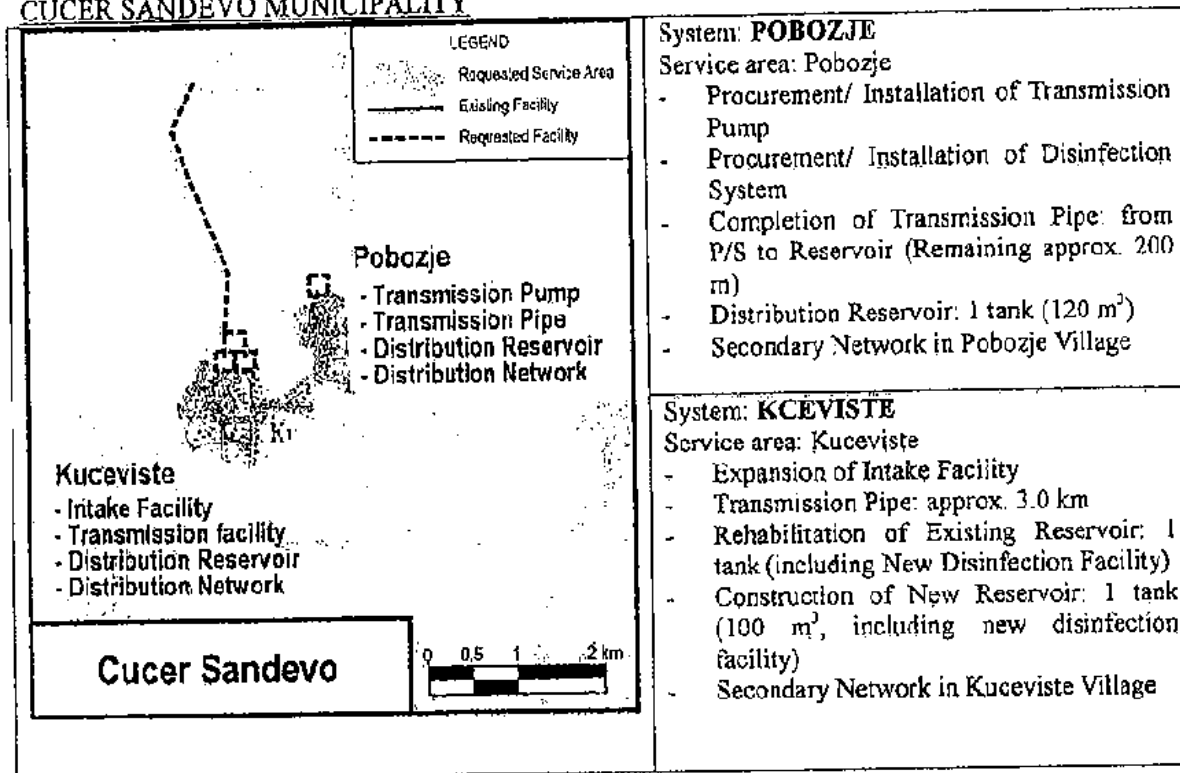 CUCER SANDEVO MUNICIPALITY
LEGEND
Requested Service Area
Existing Facility
Requested Facility
Pobozje
- Transmission Pump
- Transmission Pipe
- Distribution Reservoir
- Distribution Network
Kuceviste
- Intake Facility
- Transmission facility
- Distribution Reservoir
- Distribution Network
Cucer Sandevo
0 0,5 1 2 km
System: POBOZJE
Service area: Pobozje
- Procurement/ Installation of Transmission
Pump
- Procurement/ Installation of Disinfection
System
- Completion of Transmission Pipe: from
P/S to Reservoir (Remaining approx. 200
m)
- Distribution Reservoir: 1 tank (120 m³)
- Secondary Network in Pobozje Village
System: KCEVISTE
Service area: Kuceviste
- Expansion of Intake Facility
- Transmission Pipe: approx. 3.0 km
- Rehabilitation of Existing Reservoir: 1
tank (including New Disinfection Facility)
- Construction of New Reservoir: 1 tank
(100 m³, including new disinfection
facility)
- Secondary Network in Kuceviste Village